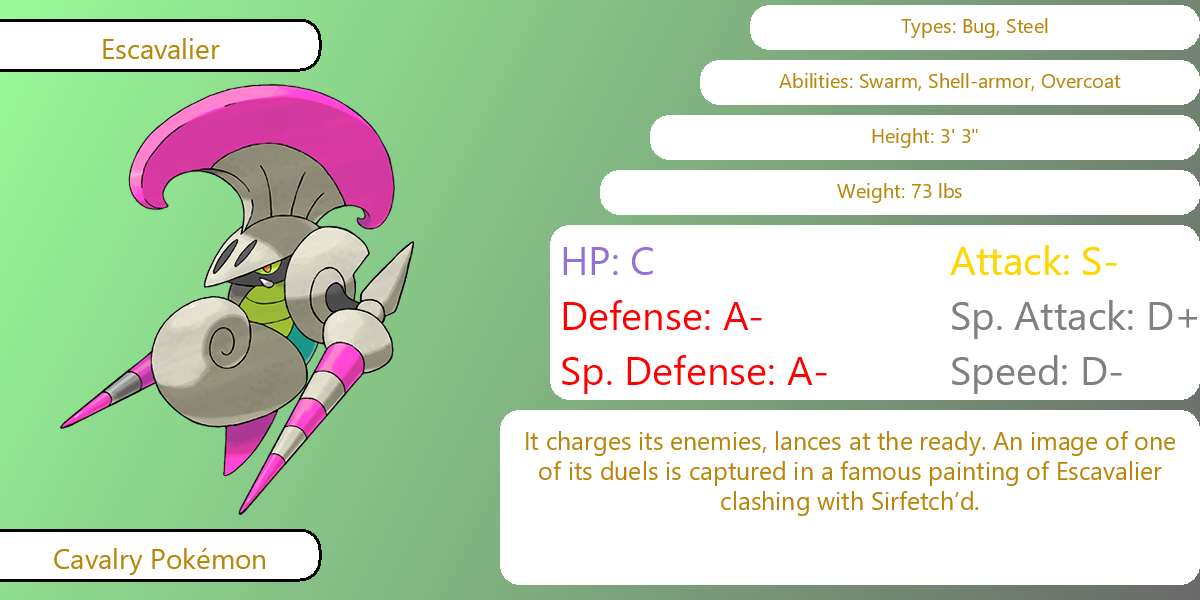 Escavalier
Types: Bug, Steel
Abilities: Swarm, Shell-armor, Overcoat
Height: 3' 3"
Weight: 73 lbs
HP: C
Attack: S-
Defense: A-
Sp. Attack: D+
Sp. Defense: A-
Speed: D-
It charges its enemies, lances at the ready. An image of one
of its duels is captured in a famous painting of Escavalier
clashing with Sirfetch’d.
Cavalry Pokémon